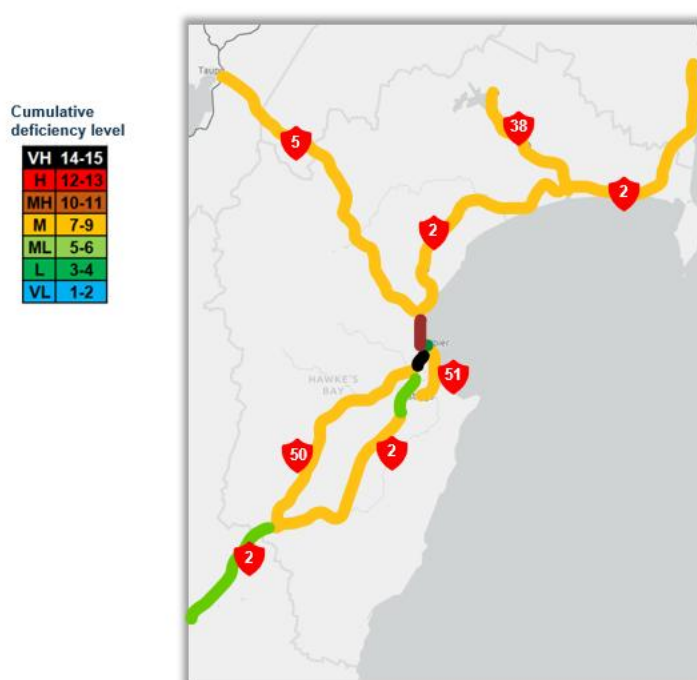 Cumulative
deficiency level
VH 14-15
H 12-13
MH 10-11
M 7-9
ML 5-6
L 3-4
VL 1-2
5
38
2
2
51
HAWKE'S
BAY
50
2
2